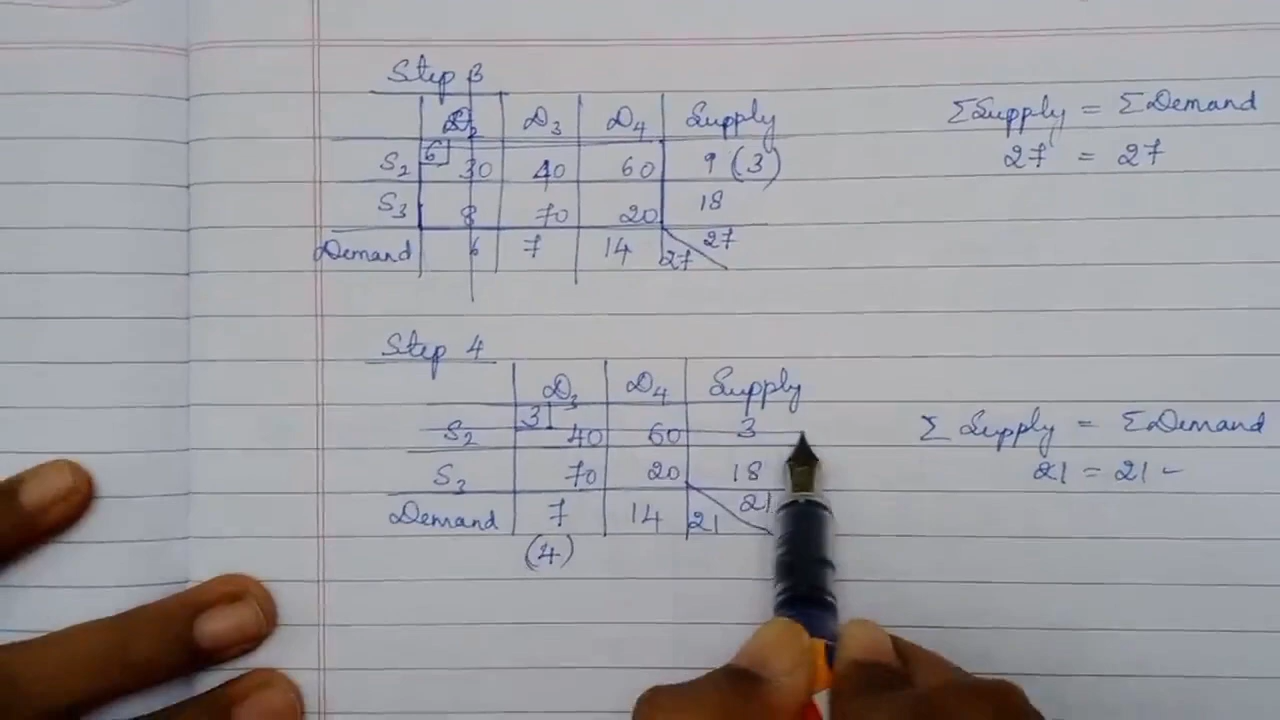 Step 3
D2 D3 D4 Supply
S2 6 30 40 60 9 (3)
S3 8 70 20 18
Demand 6 7 14 27 27
ΣSupply = ΣDemand
27 = 27
Step 4
D3 D4 Supply
S2 3 40 60 3
S3 70 20 18
Demand 7 14 21 21
(4)
Σ Supply = ΣDemand
21 = 21